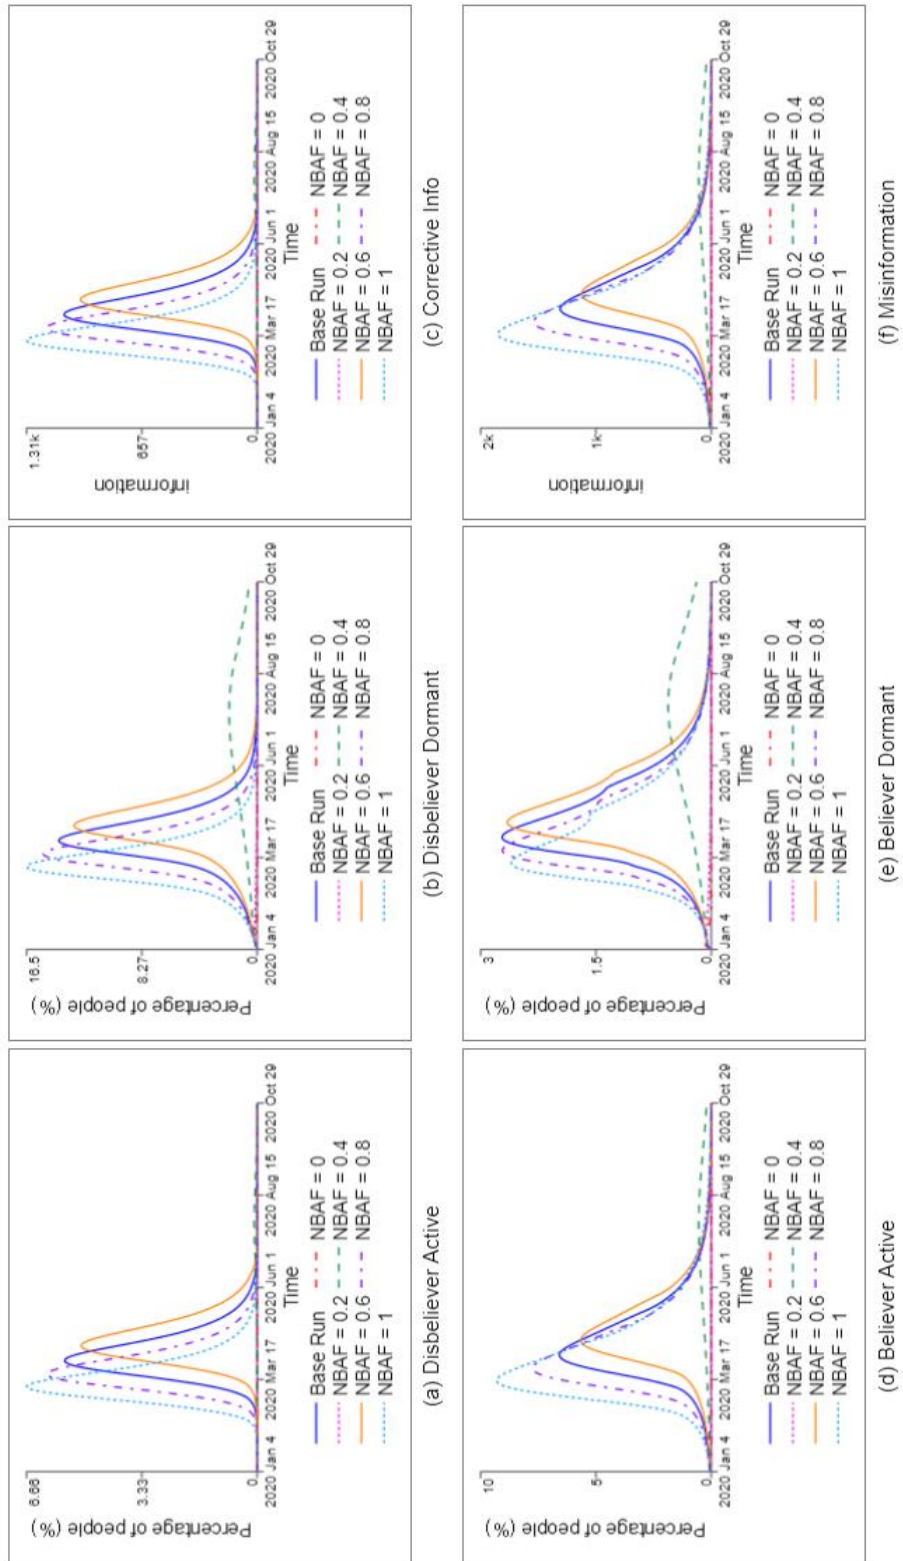 Percentage of people (%)
6.66
3.33
0
2020 Jan 4 2020 Mar 17 2020 Jun 1 2020 Aug 15 2020 Oct 29
Time
Base Run NBAF = 0
NBAF = 0.2 NBAF = 0.4
NBAF = 0.6 NBAF = 0.8
NBAF = 1
(a) Disbeliever Active
Percentage of people (%)
16.5
8.27
0
2020 Jan 4 2020 Mar 17 2020 Jun 1 2020 Aug 15 2020 Oct 29
Time
Base Run NBAF = 0
NBAF = 0.2 NBAF = 0.4
NBAF = 0.6 NBAF = 0.8
NBAF = 1
(b) Disbeliever Dormant
information
1.31k
657
0
2020 Jan 4 2020 Mar 17 2020 Jun 1 2020 Aug 15 2020 Oct 29
Time
Base Run NBAF = 0
NBAF = 0.2 NBAF = 0.4
NBAF = 0.6 NBAF = 0.8
NBAF = 1
(c) Corrective Info
Percentage of people (%)
10
5
0
2020 Jan 4 2020 Mar 17 2020 Jun 1 2020 Aug 15 2020 Oct 29
Time
Base Run NBAF = 0
NBAF = 0.2 NBAF = 0.4
NBAF = 0.6 NBAF = 0.8
NBAF = 1
(d) Believer Active
Percentage of people (%)
3
1.5
0
2020 Jan 4 2020 Mar 17 2020 Jun 1 2020 Aug 15 2020 Oct 29
Time
Base Run NBAF = 0
NBAF = 0.2 NBAF = 0.4
NBAF = 0.6 NBAF = 0.8
NBAF = 1
(e) Believer Dormant
information
2k
1k
0
2020 Jan 4 2020 Mar 17 2020 Jun 1 2020 Aug 15 2020 Oct 29
Time
Base Run NBAF = 0
NBAF = 0.2 NBAF = 0.4
NBAF = 0.6 NBAF = 0.8
NBAF = 1
(f) Misinformation